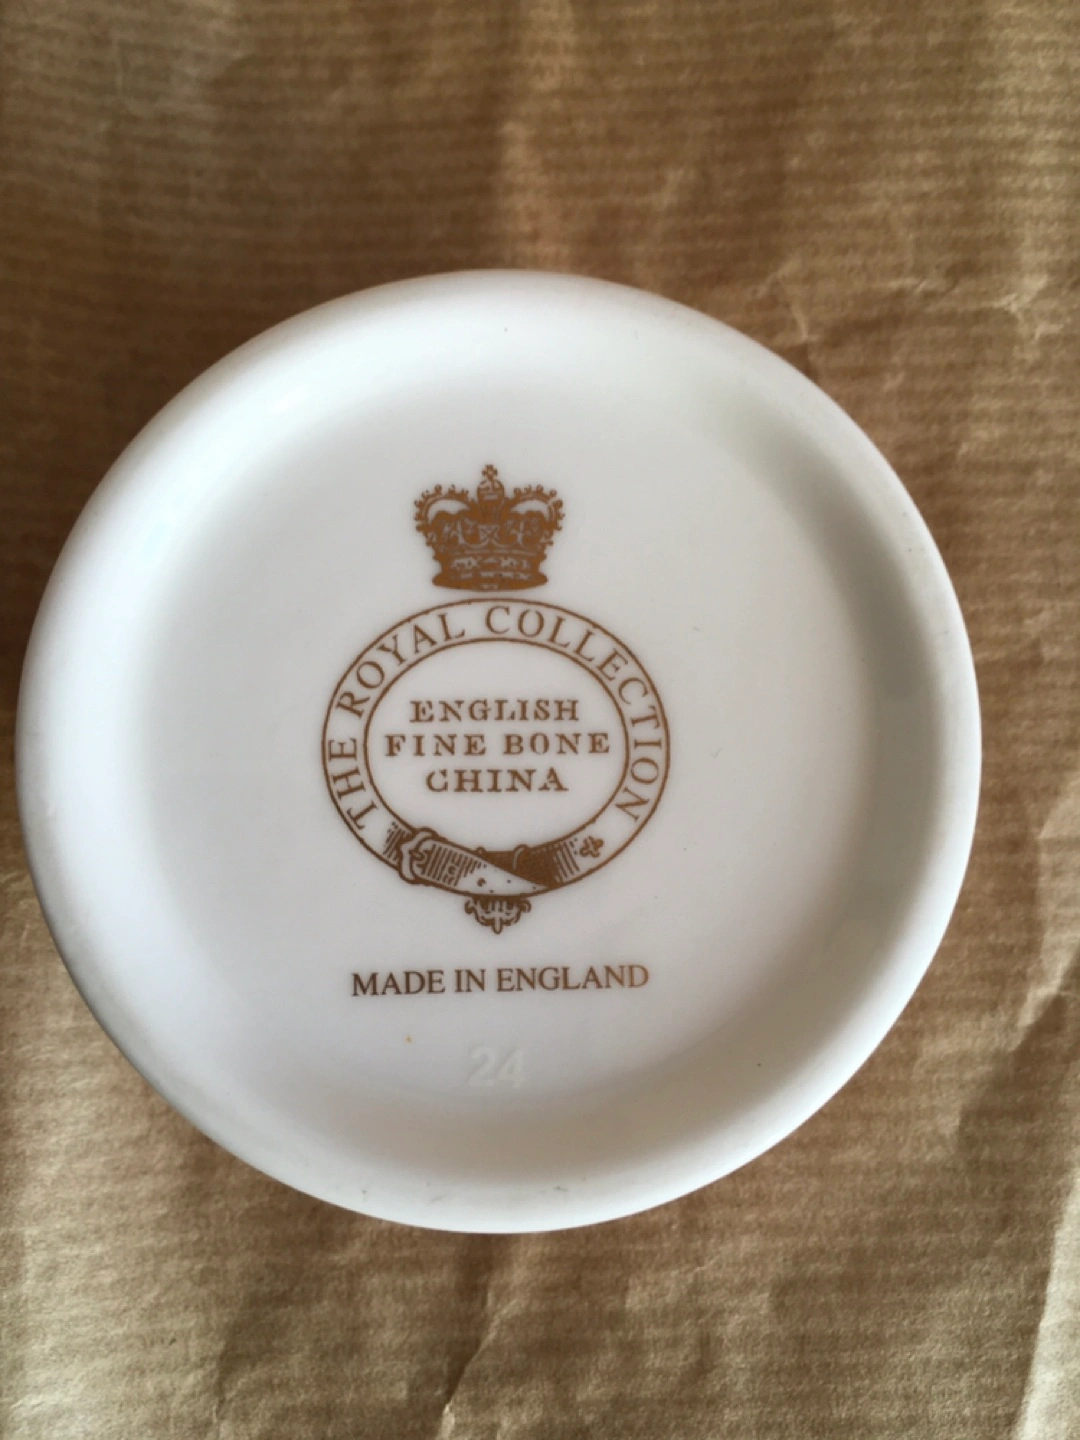 THE ROYAL COLLECTION
ENGLISH
FINE BONE
CHINA
MADE IN ENGLAND
24